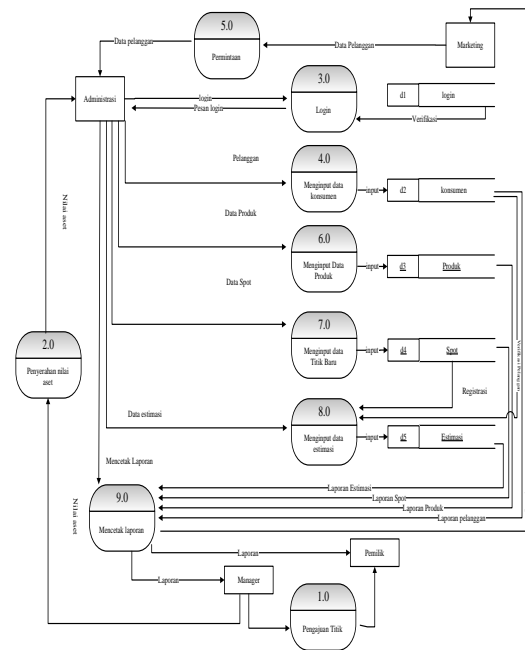 5.0
Permintaan
Data pelanggan
Data Pelanggan
Marketing
Administrasi
login
Pesan login
3.0
Login
d1 login
Verifikasi
Pelanggan
4.0
Menginput data
konsumen
input
d2 konsumen
Data Produk
6.0
Menginput Data
Produk
input
d3 Produk
Data Spot
7.0
Menginput data
Titik Baru
input
d4 Spot
Registrasi
Nilai aset
2.0
Penyerahan nilai
aset
Data estimasi
8.0
Menginput data
estimasi
input
d5 Estimasi
Mencetak Laporan
Laporan Estimasi
Laporan Spot
Laporan Produk
Laporan pelanggan
9.0
Mencetak laporan
Nilai aset
Laporan
Pemilik
Laporan
Manager
1.0
Pengajuan Titik